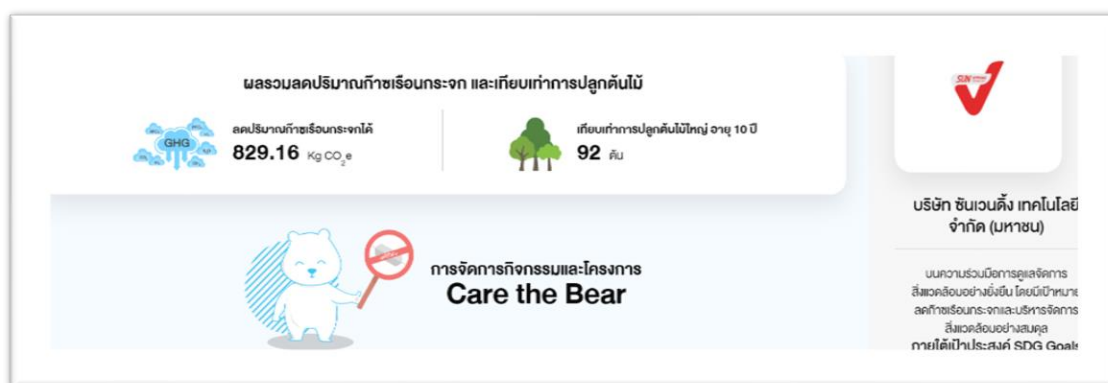 ผลรวมลดปริมาณก๊าซเรือนกระจก และเทียบเท่าการปลูกต้นไม้
GHG
ลดปริมาณก๊าซเรือนกระจกได้
829.16 Kg CO₂e
เทียบเท่าการปลูกต้นไม้ใหญ่ อายุ 10 ปี
92 ต้น
การจัดการกิจกรรมและโครงการ
Care the Bear
SUN
บริษัท ซันเวนดิ้ง เทคโนโลยี
จำกัด (มหาชน)
บนความร่วมมือการดูแลจัดการ
สิ่งแวดล้อมอย่างยั่งยืน โดยมีเป้าหมาย
ลดก๊าซเรือนกระจกและบริหารจัดการ
สิ่งแวดล้อมอย่างสมดุล
ภายใต้เป้าประสงค์ SDG Goals